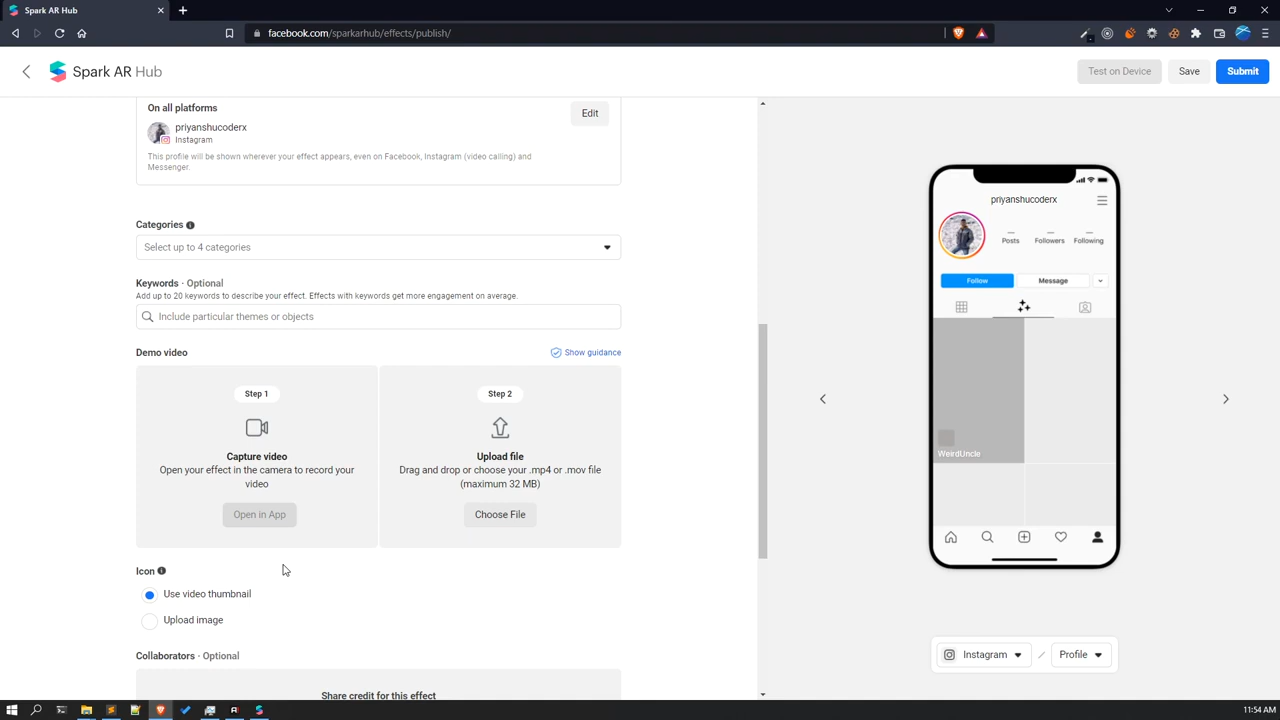 Spark AR Hub
facebook.com/sparkarhub/effects/publish/
Spark AR Hub
Test on Device
Save
Submit
On all platforms
Edit
priyanshucoderx
Instagram
This profile will be shown wherever your effect appears, even on Facebook, Instagram (video calling) and
Messenger.
Categories
Select up to 4 categories
Keywords · Optional
Add up to 20 keywords to describe your effect. Effects with keywords get more engagement on average.
Include particular themes or objects
Demo video
Show guidance
Step 1
Capture video
Open your effect in the camera to record your
video
Open in App
Step 2
Upload file
Drag and drop or choose your .mp4 or .mov file
(maximum 32 MB)
Choose File
Icon
Use video thumbnail
Upload image
Collaborators · Optional
Share credit for this effect
priyanshucoderx
Posts
Followers
Following
Follow
Message
WeirdUncle
Instagram
Profile
11:54 AM